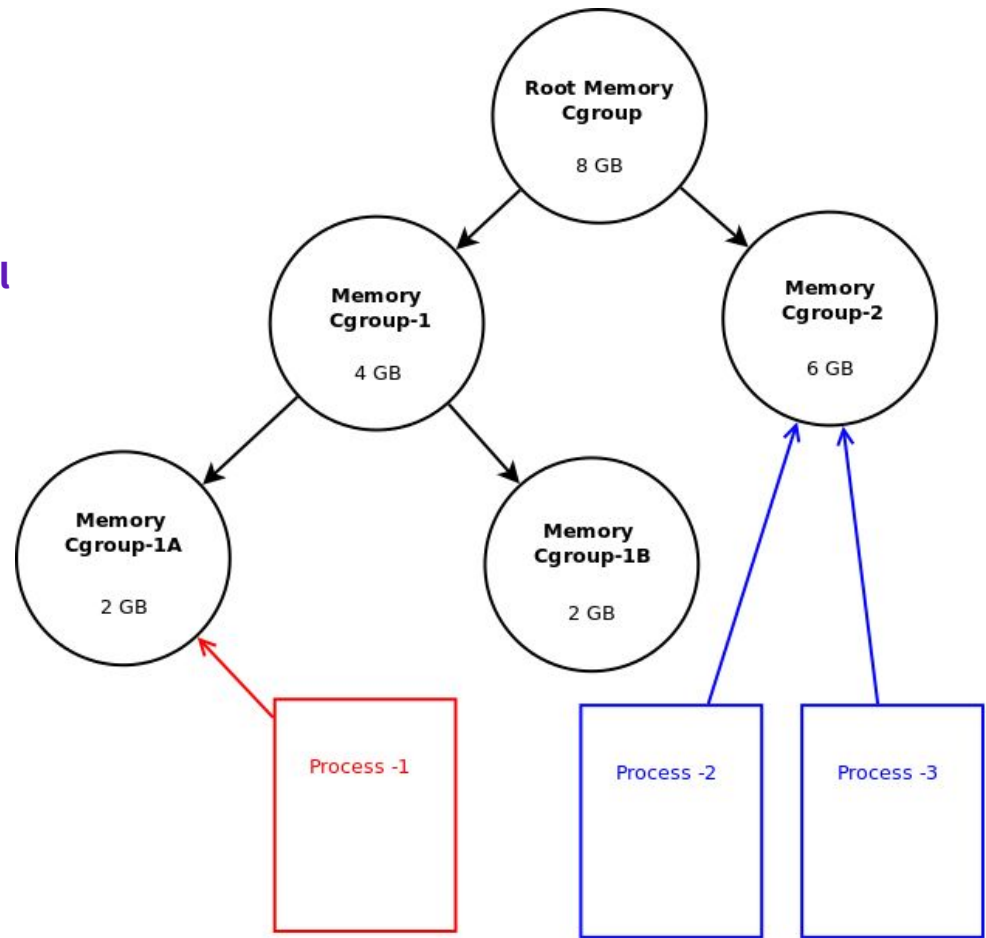 Root Memory
Cgroup
8 GB
l
Memory
Cgroup-1
4 GB
Memory
Cgroup-2
6 GB
Memory
Cgroup-1A
2 GB
Memory
Cgroup-1B
2 GB
Process -1
Process -2
Process -3